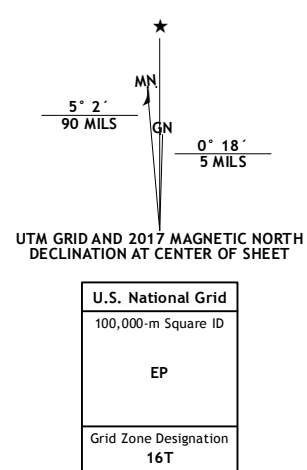 ★
MN
5° 2´
90 MILS
GN
0° 18´
5 MILS
UTM GRID AND 2017 MAGNETIC NORTH
DECLINATION AT CENTER OF SHEET
U.S. National Grid
100,000-m Square ID
EP
Grid Zone Designation
16T